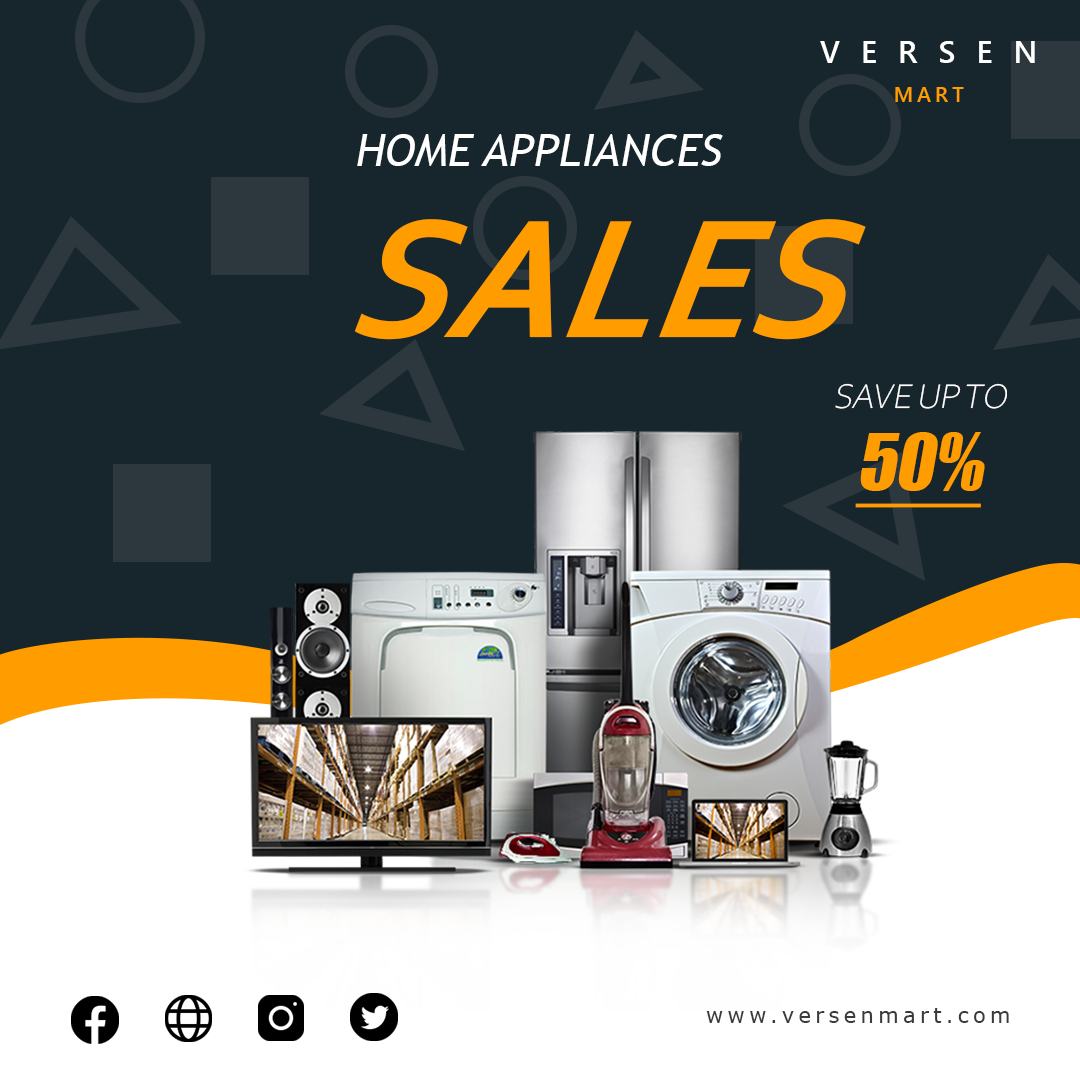 VERSEN
MART
HOME APPLIANCES
SALES
SAVE UP TO
50%
www.versenmart.com